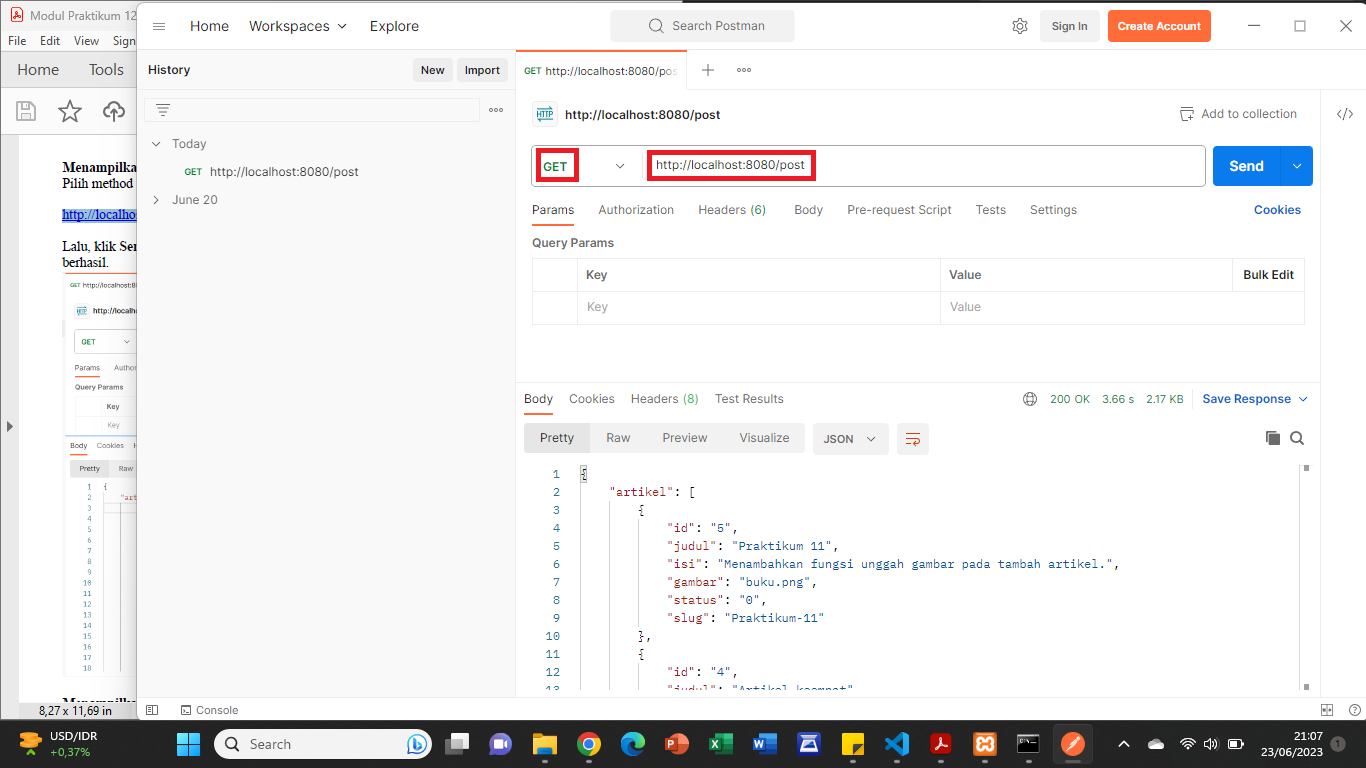 Modul Praktikum 12
File Edit View Sign
Home Tools
Menampilka
Pilih method
http://localhos
Lalu, klik Ser
berhasil.
GET http://localhost:80
HTTP http://localh
GET
Params Author
Query Params
Key
Key
Body Cookies H
Pretty Raw
1 {
2 "art
3
4
5
6
7
8
9
10
11
12
13
14
15
16
17
18
8,27 x 11,69 in
Home Workspaces Explore
Search Postman
Sign In Create Account
History
New Import
Today
GET http://localhost:8080/post
June 20
GET http://localhost:8080/pos
HTTP http://localhost:8080/post
Add to collection
</>
GET http://localhost:8080/post
Send
Params Authorization Headers (6) Body Pre-request Script Tests Settings Cookies
Query Params
Key Value Bulk Edit
Key Value
Body Cookies Headers (8) Test Results 200 OK 3.66 s 2.17 KB Save Response
Pretty Raw Preview Visualize JSON
1 {
2 "artikel": [
3 {
4 "id": "5",
5 "judul": "Praktikum 11",
6 "isi": "Menambahkan fungsi unggah gambar pada tambah artikel.",
7 "gambar": "buku.png",
8 "status": "0",
9 "slug": "Praktikum-11"
10 },
11 {
12 "id": "4",
13 "judul": "Artikel keempat"
Console
USD/IDR
+0,37%
Search
21:07
23/06/2023
1